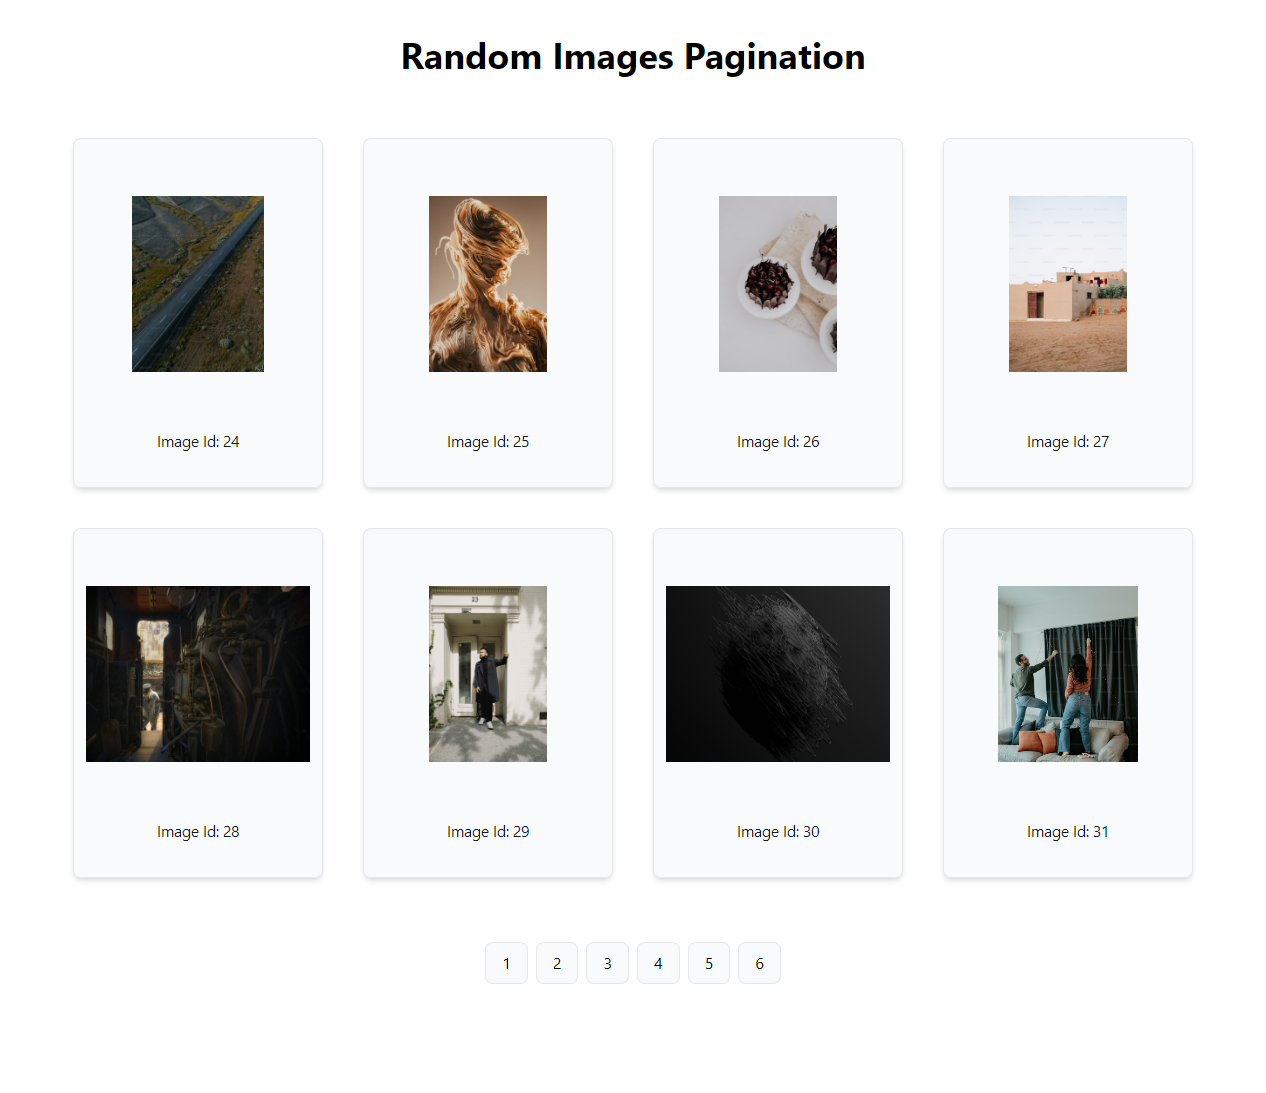 Random Images Pagination
Image Id: 24
Image Id: 25
Image Id: 26
Image Id: 27
Image Id: 28
Image Id: 29
Image Id: 30
Image Id: 31
1 2 3 4 5 6